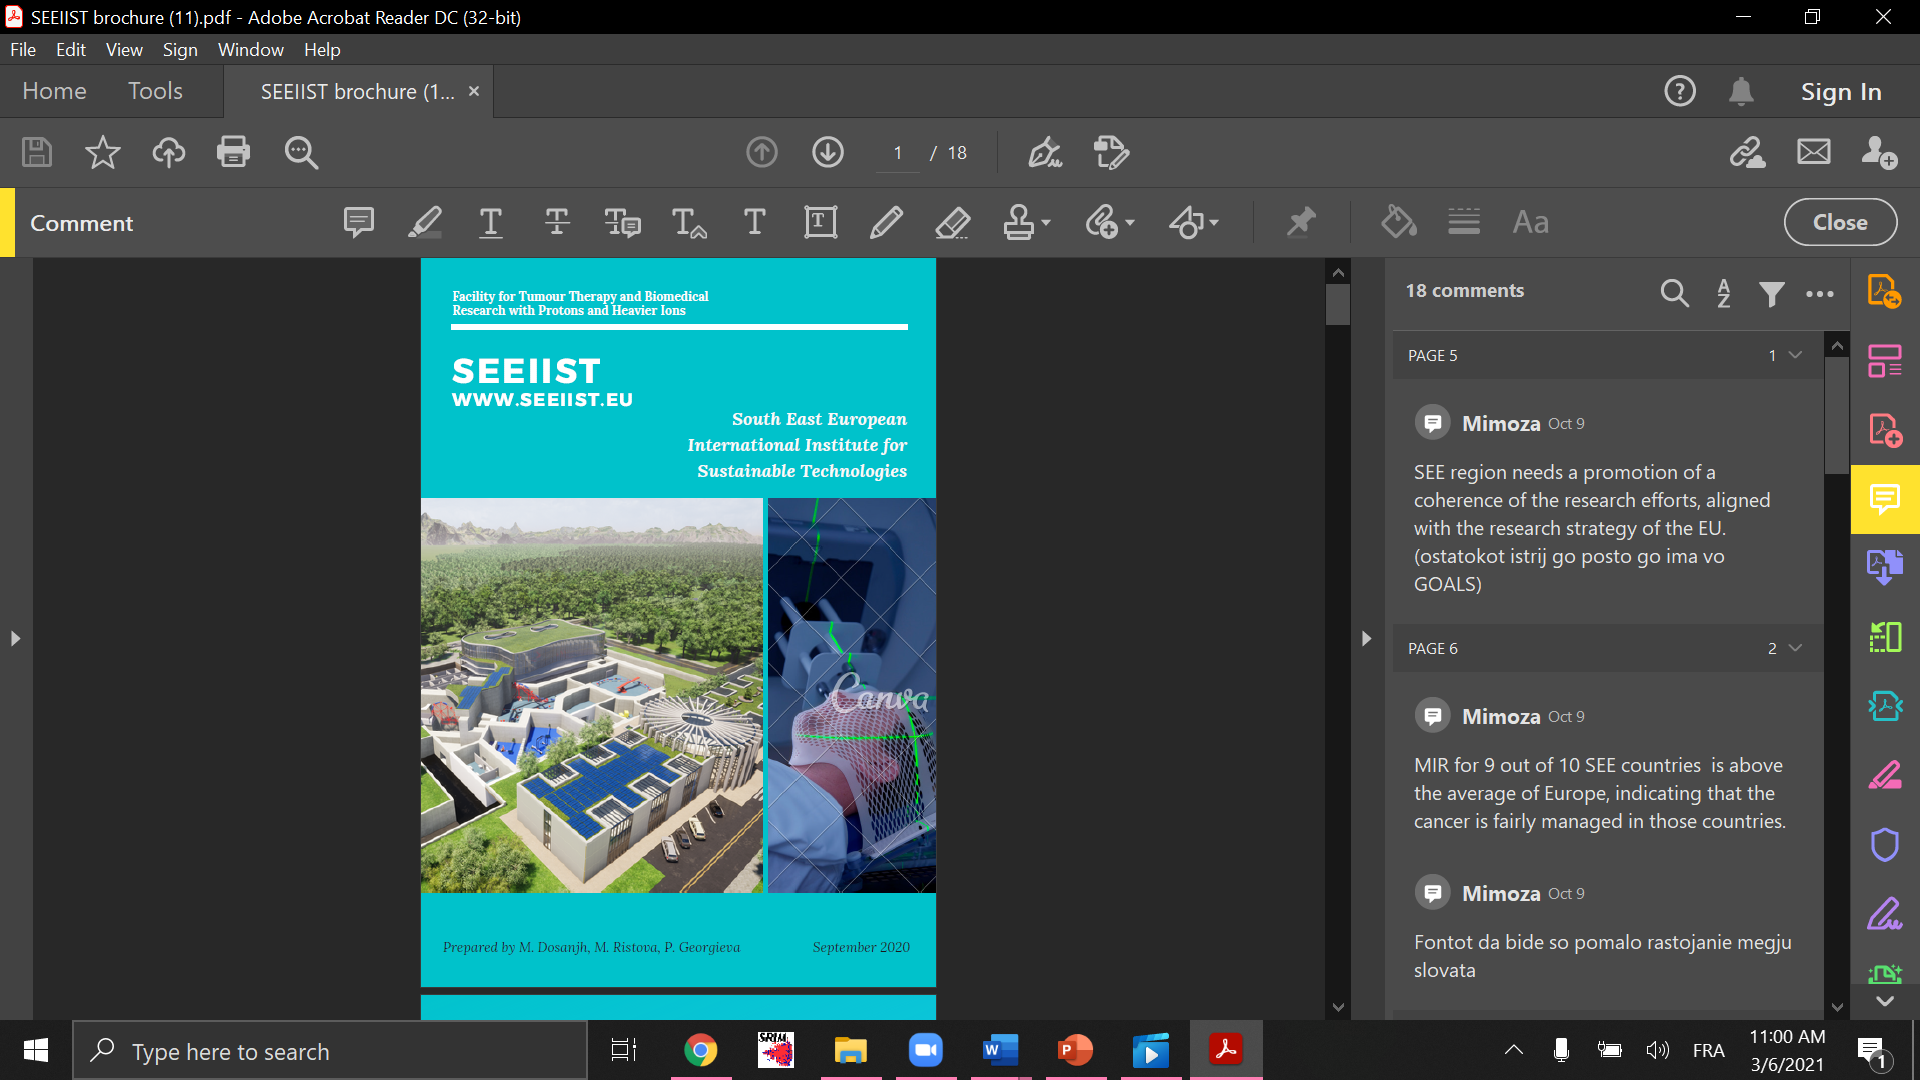 SEEIIST brochure (11).pdf - Adobe Acrobat Reader DC (32-bit)
File Edit View Sign Window Help
Home Tools SEEIIST brochure (1... × Sign In
1 / 18
Comment Close
Facility for Tumour Therapy and Biomedical
Research with Protons and Heavier Ions
SEEIIST
WWW.SEEIIST.EU
South East European
International Institute for
Sustainable Technologies
Canva
Prepared by M. Dosanjh, M. Ristova, P. Georgieva September 2020
18 comments
PAGE 5 1
Mimoza Oct 9
SEE region needs a promotion of a
coherence of the research efforts, aligned
with the research strategy of the EU.
(ostatokot istrij go posto go ima vo
GOALS)
PAGE 6 2
Mimoza Oct 9
MIR for 9 out of 10 SEE countries  is above
the average of Europe, indicating that the
cancer is fairly managed in those countries.
Mimoza Oct 9
Fontot da bide so pomalo rastojanie megju
slovata
Type here to search
SRIM
FRA
11:00 AM
3/6/2021
1